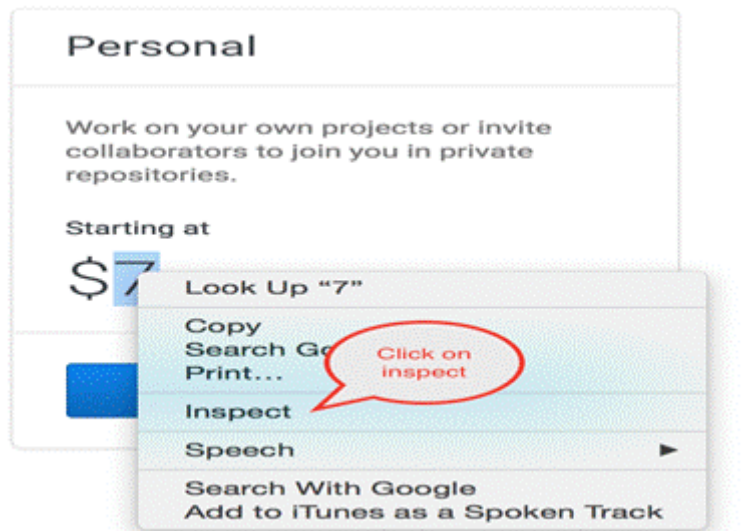 Personal
Work on your own projects or invite
collaborators to join you in private
repositories.
Starting at
$7
Look Up “7”
Copy
Search Go
Print...
Click on
inspect
Inspect
Speech
Search With Google
Add to iTunes as a Spoken Track